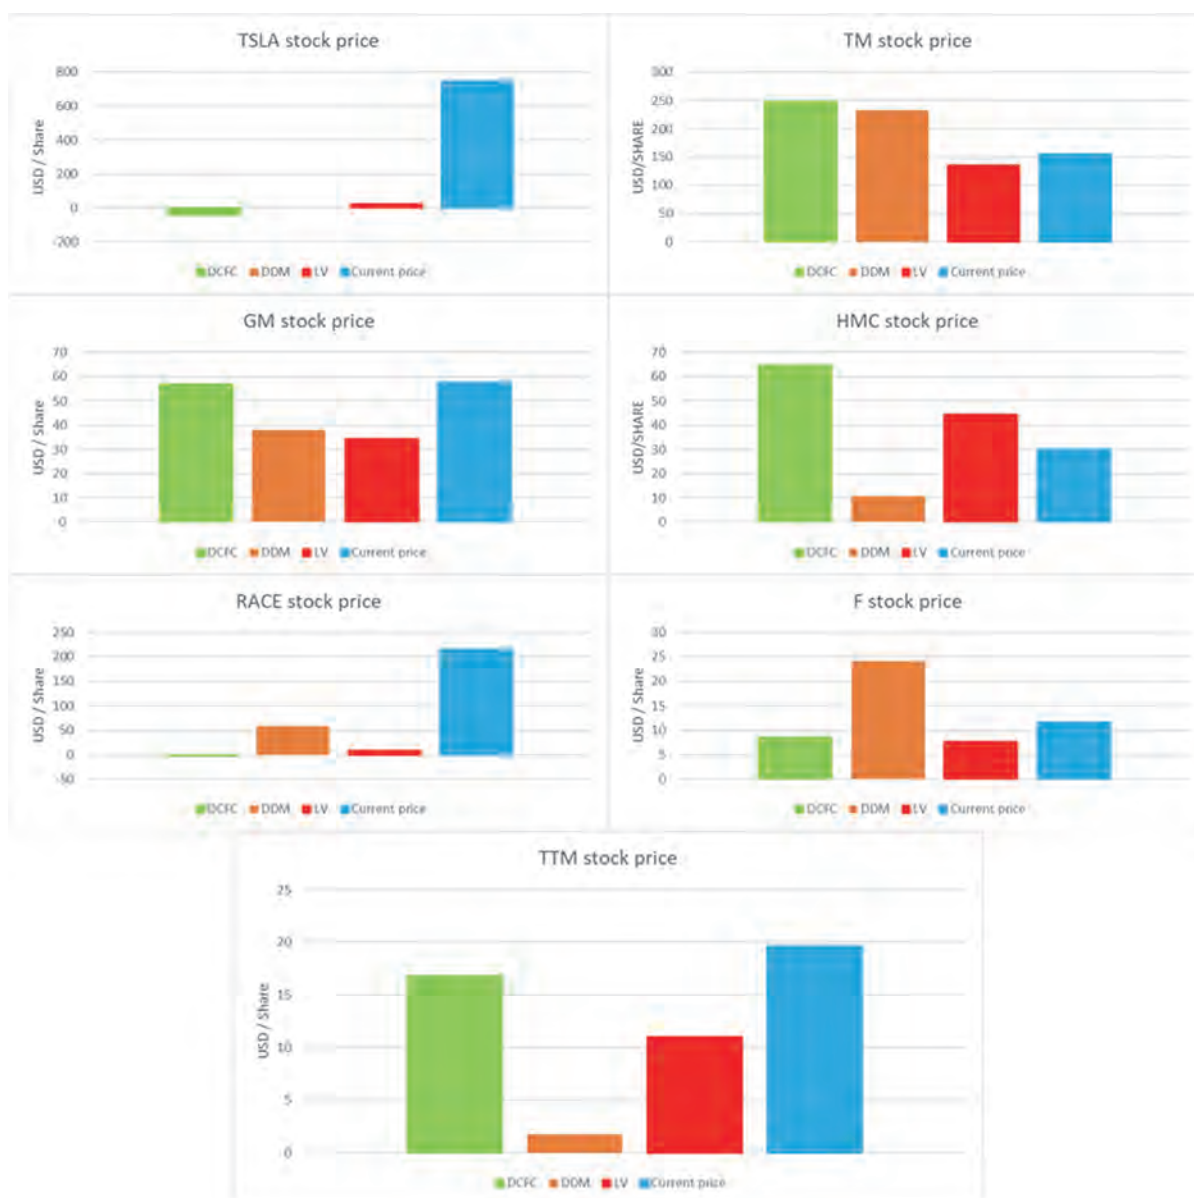 TSLA stock price
USD / Share
800
600
400
200
0
-200
DCFC DDM LV Current price
TM stock price
USD/SHARE
300
250
200
150
100
50
0
DCFC DDM LV Current price
GM stock price
USD / Share
70
60
50
40
30
20
10
0
DCFC DDM LV Current price
HMC stock price
USD/SHARE
70
60
50
40
30
20
10
0
DCFC DDM LV Current price
RACE stock price
USD / Share
250
200
150
100
50
0
-50
DCFC DDM LV Current price
F stock price
USD / Share
30
25
20
15
10
5
0
DCFC DDM LV Current price
TTM stock price
USD / Share
25
20
15
10
5
0
DCFC DDM LV Current price